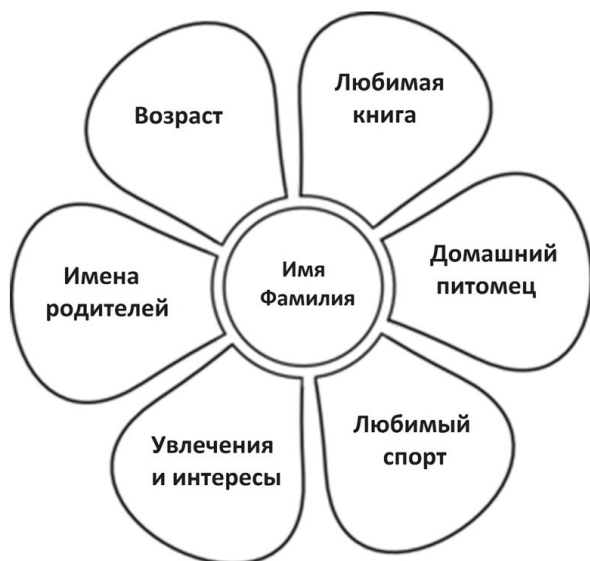 Возраст
Любимая
книга
Имена
родителей
Имя
Фамилия
Домашний
питомец
Увлечения
и интересы
Любимый
спорт